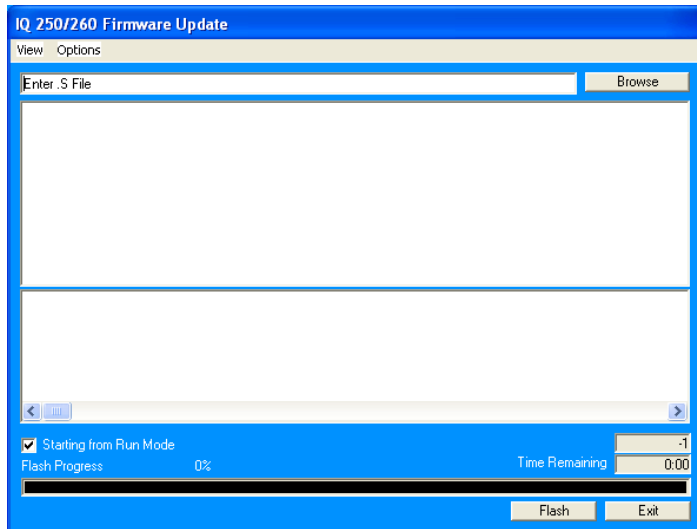 IQ 250/260 Firmware Update
View Options
Enter .S File
Browse
Starting from Run Mode
-1
Flash Progress 0% Time Remaining 0:00
Flash Exit